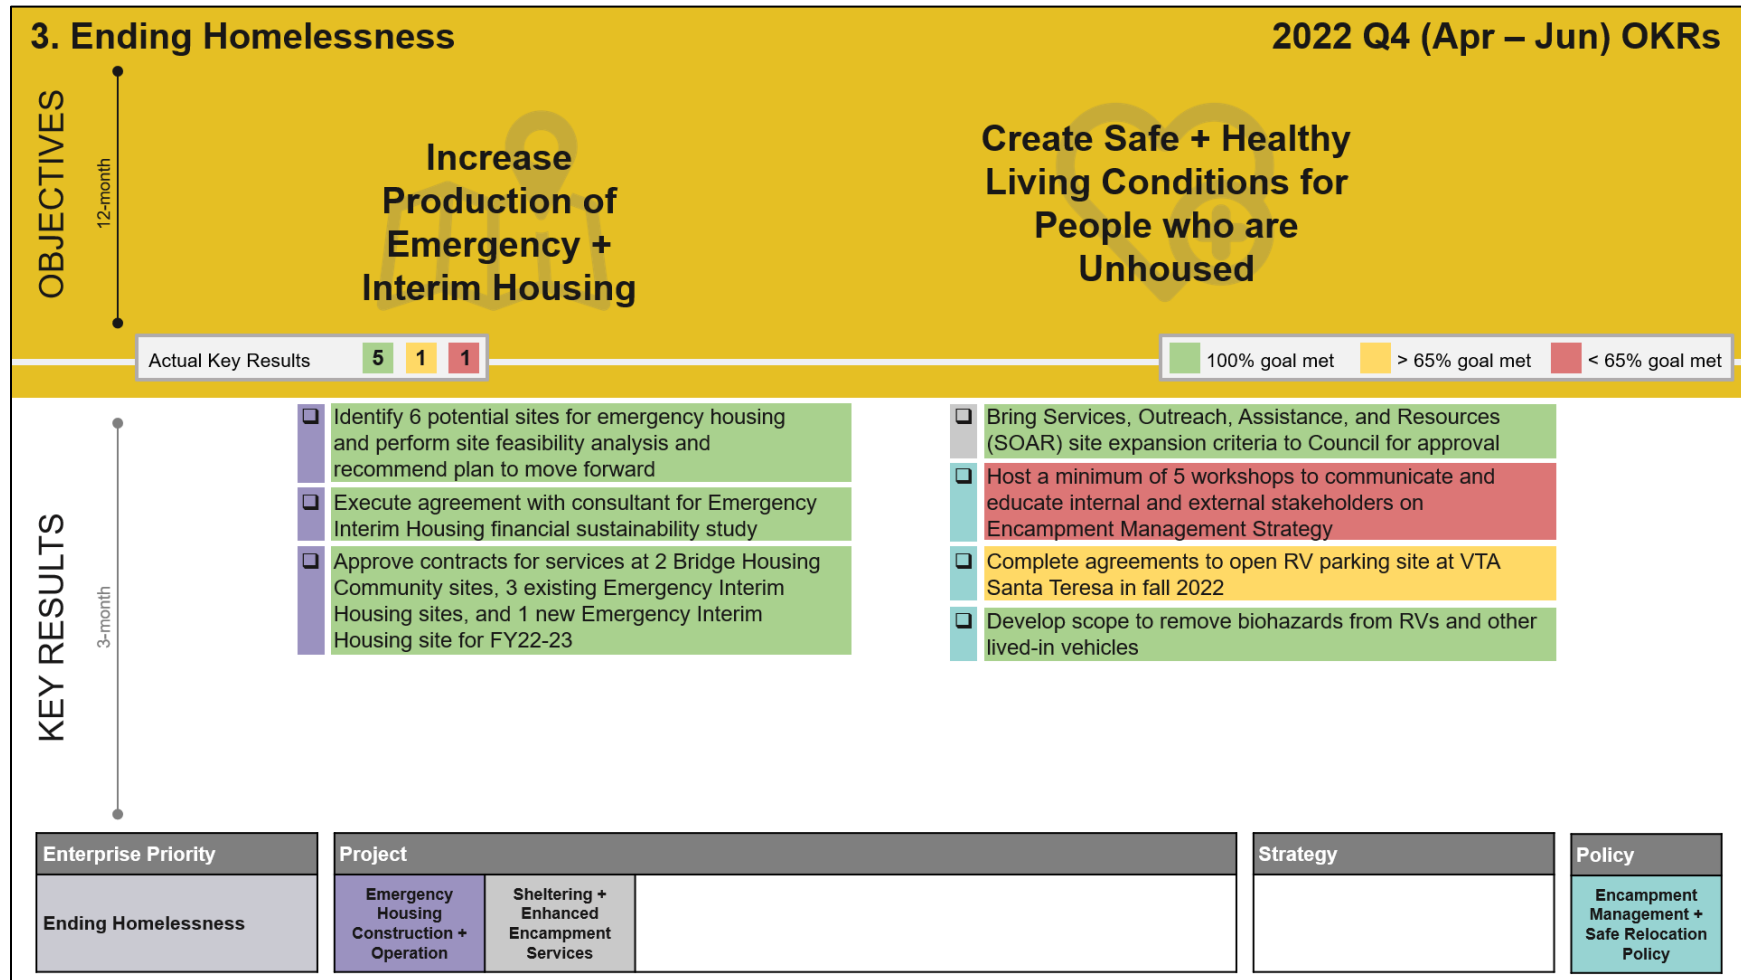 3. Ending Homelessness
2022 Q4 (Apr – Jun) OKRs
OBJECTIVES
12-month
Increase
Production of
Emergency +
Interim Housing
Create Safe + Healthy
Living Conditions for
People who are
Unhoused
Actual Key Results 5 1 1
100% goal met > 65% goal met < 65% goal met
KEY RESULTS
3-month
❑ Identify 6 potential sites for emergency housing
and perform site feasibility analysis and
recommend plan to move forward
❑ Execute agreement with consultant for Emergency
Interim Housing financial sustainability study
❑ Approve contracts for services at 2 Bridge Housing
Community sites, 3 existing Emergency Interim
Housing sites, and 1 new Emergency Interim
Housing site for FY22-23
❑ Bring Services, Outreach, Assistance, and Resources
(SOAR) site expansion criteria to Council for approval
❑ Host a minimum of 5 workshops to communicate and
educate internal and external stakeholders on
Encampment Management Strategy
❑ Complete agreements to open RV parking site at VTA
Santa Teresa in fall 2022
❑ Develop scope to remove biohazards from RVs and other
lived-in vehicles
Enterprise Priority
Ending Homelessness
Project
Emergency
Housing
Construction +
Operation
Sheltering +
Enhanced
Encampment
Services
Strategy
Policy
Encampment
Management +
Safe Relocation
Policy